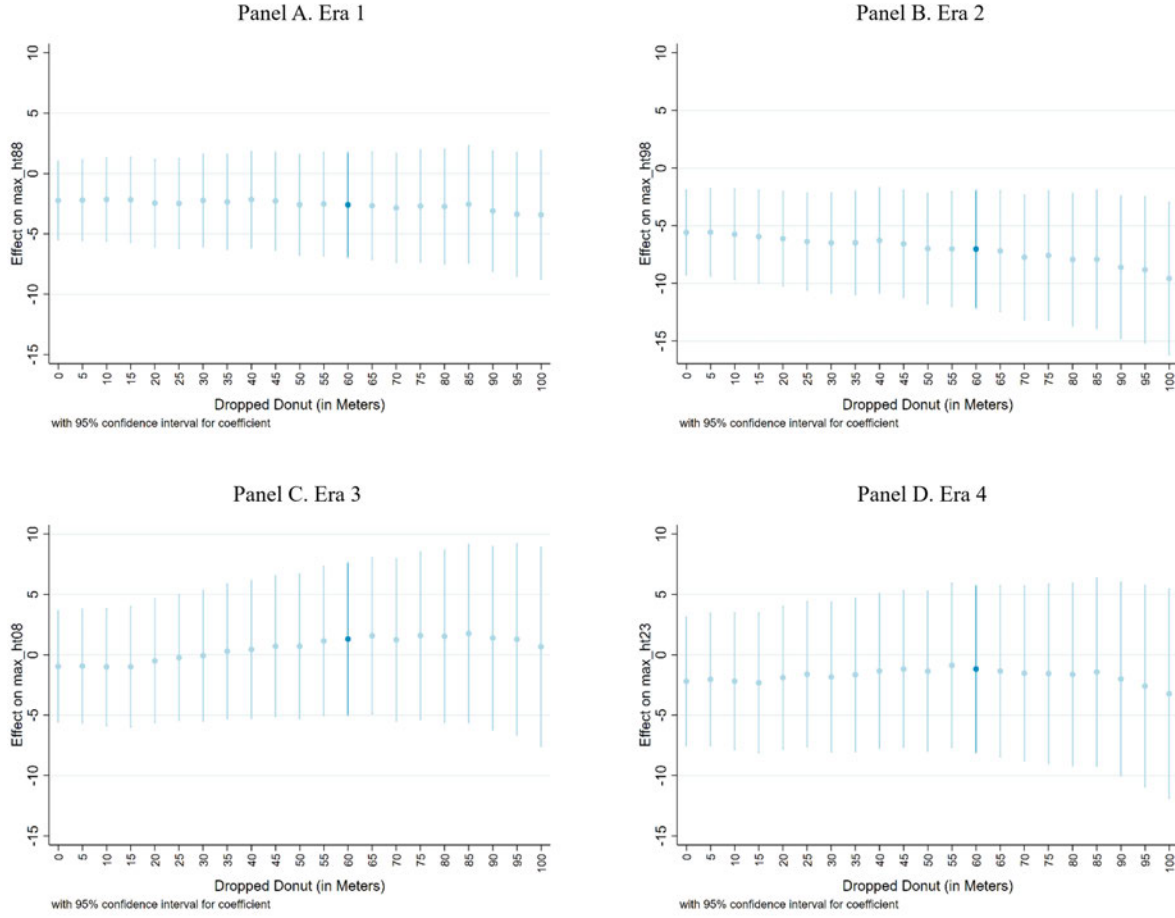 Panel A. Era 1
Effect on max_ht88
10
5
0
-5
-10
-15
0 5 10 15 20 25 30 35 40 45 50 55 60 65 70 75 80 85 90 95 100
Dropped Donut (in Meters)
with 95% confidence interval for coefficient
Panel B. Era 2
Effect on max_ht98
10
5
0
-5
-10
-15
0 5 10 15 20 25 30 35 40 45 50 55 60 65 70 75 80 85 90 95 100
Dropped Donut (in Meters)
with 95% confidence interval for coefficient
Panel C. Era 3
Effect on max_ht08
10
5
0
-5
-10
-15
0 5 10 15 20 25 30 35 40 45 50 55 60 65 70 75 80 85 90 95 100
Dropped Donut (in Meters)
with 95% confidence interval for coefficient
Panel D. Era 4
Effect on max_ht23
10
5
0
-5
-10
-15
0 5 10 15 20 25 30 35 40 45 50 55 60 65 70 75 80 85 90 95 100
Dropped Donut (in Meters)
with 95% confidence interval for coefficient